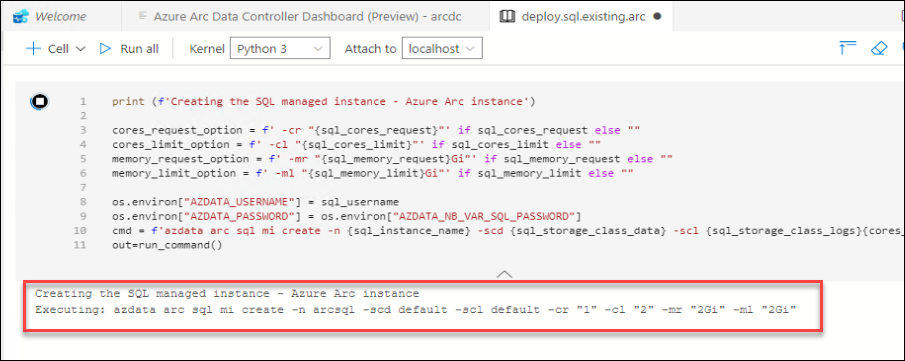 Welcome
Azure Arc Data Controller Dashboard (Preview) - arcdc
deploy.sql.existing.arc
Cell
Run all
Kernel
Python 3
Attach to
localhost
1 print (f'Creating the SQL managed instance - Azure Arc instance')
2
3 cores_request_option = f' -cr "{sql_cores_request}"' if sql_cores_request else ""
4 cores_limit_option = f' -cl "{sql_cores_limit}"' if sql_cores_limit else ""
5 memory_request_option = f' -mr "{sql_memory_request}Gi"' if sql_memory_request else ""
6 memory_limit_option = f' -ml "{sql_memory_limit}Gi"' if sql_memory_limit else ""
7
8 os.environ["AZDATA_USERNAME"] = sql_username
9 os.environ["AZDATA_PASSWORD"] = os.environ["AZDATA_NB_VAR_SQL_PASSWORD"]
10 cmd = f'azdata arc sql mi create -n {sql_instance_name} -scd {sql_storage_class_data} -scl {sql_storage_class_logs}{cores_
11 out=run_command()
Creating the SQL managed instance - Azure Arc instance
Executing: azdata arc sql mi create -n arcsql -scd default -scl default -cr "1" -cl "2" -mr "2Gi" -ml "2Gi"